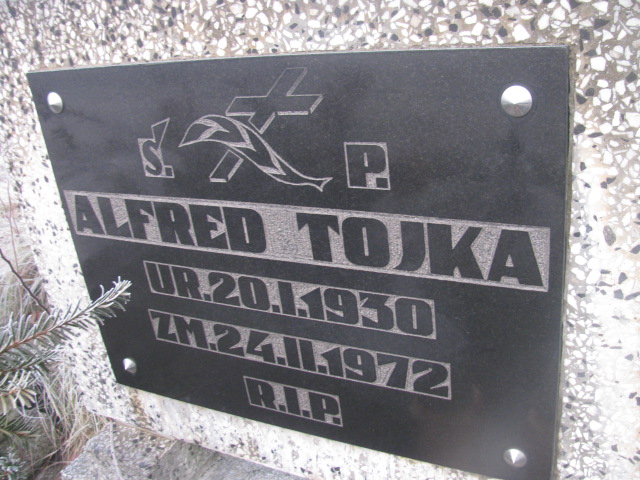 Ś. P.
ALFRED TOJKA
UR.20.I.1930
ZM.24.II.1972
R.I.P.